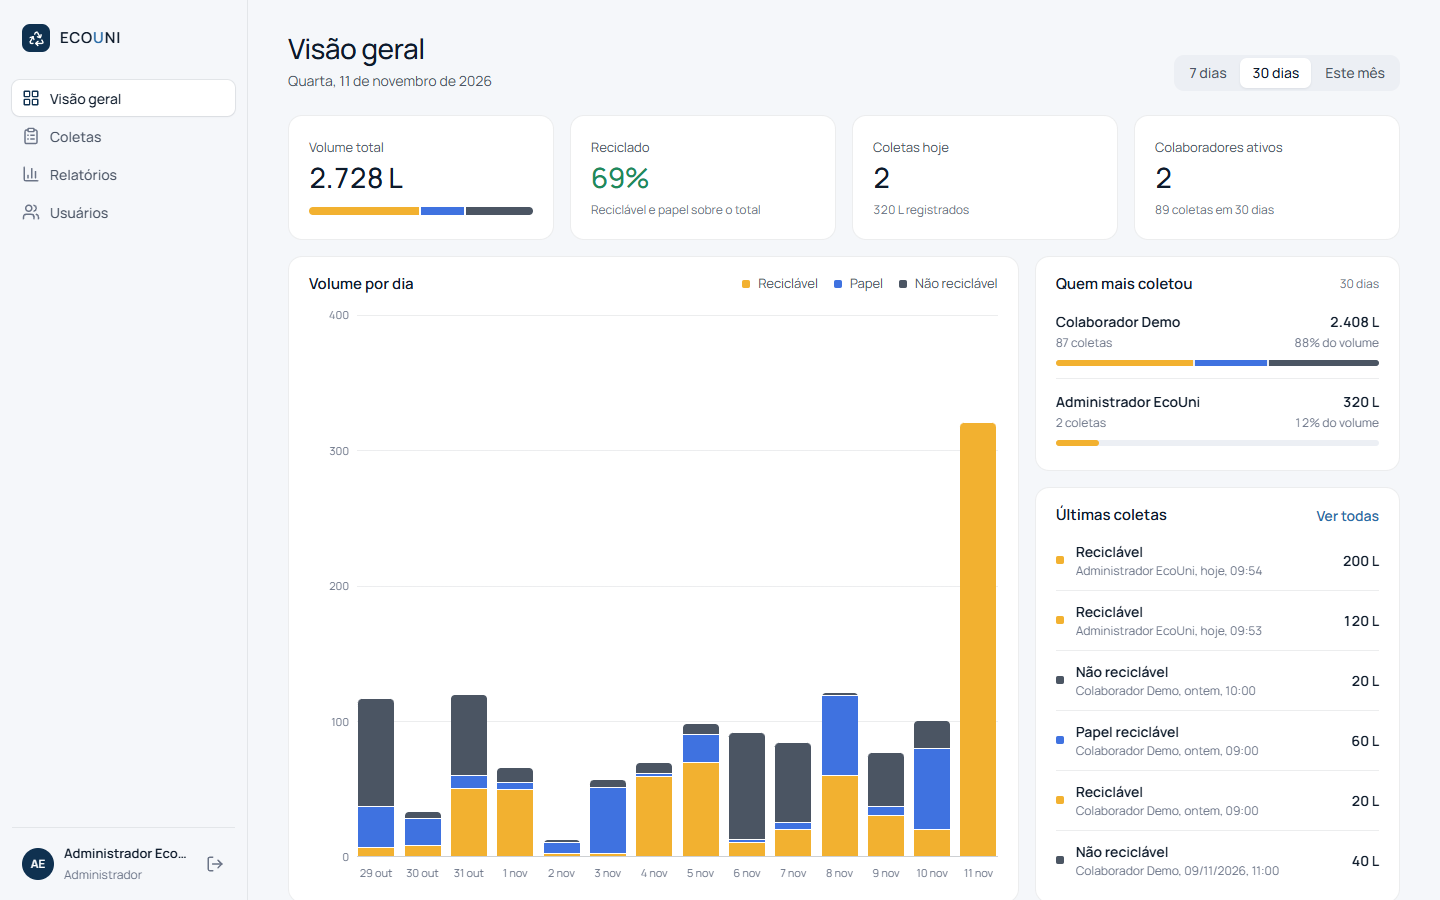 ECOUNI
Visão geral
Coletas
Relatórios
Usuários
Administrador Eco...
Administrador
AE
Visão geral
Quarta, 11 de novembro de 2026
7 dias
30 dias
Este mês
Volume total
2.728 L
Reciclado
69%
Reciclável e papel sobre o total
Coletas hoje
2
320 L registrados
Colaboradores ativos
2
89 coletas em 30 dias
Volume por dia
Reciclável
Papel
Não reciclável
400
300
200
100
0
29 out
30 out
31 out
1 nov
2 nov
3 nov
4 nov
5 nov
6 nov
7 nov
8 nov
9 nov
10 nov
11 nov
Quem mais coletou
30 dias
Colaborador Demo
2.408 L
87 coletas
88% do volume
Administrador EcoUni
320 L
2 coletas
12% do volume
Últimas coletas
Ver todas
Reciclável
Administrador EcoUni, hoje, 09:54
200 L
Reciclável
Administrador EcoUni, hoje, 09:53
120 L
Não reciclável
Colaborador Demo, ontem, 10:00
20 L
Papel reciclável
Colaborador Demo, ontem, 09:00
60 L
Reciclável
Colaborador Demo, ontem, 09:00
20 L
Não reciclável
Colaborador Demo, 09/11/2026, 11:00
40 L